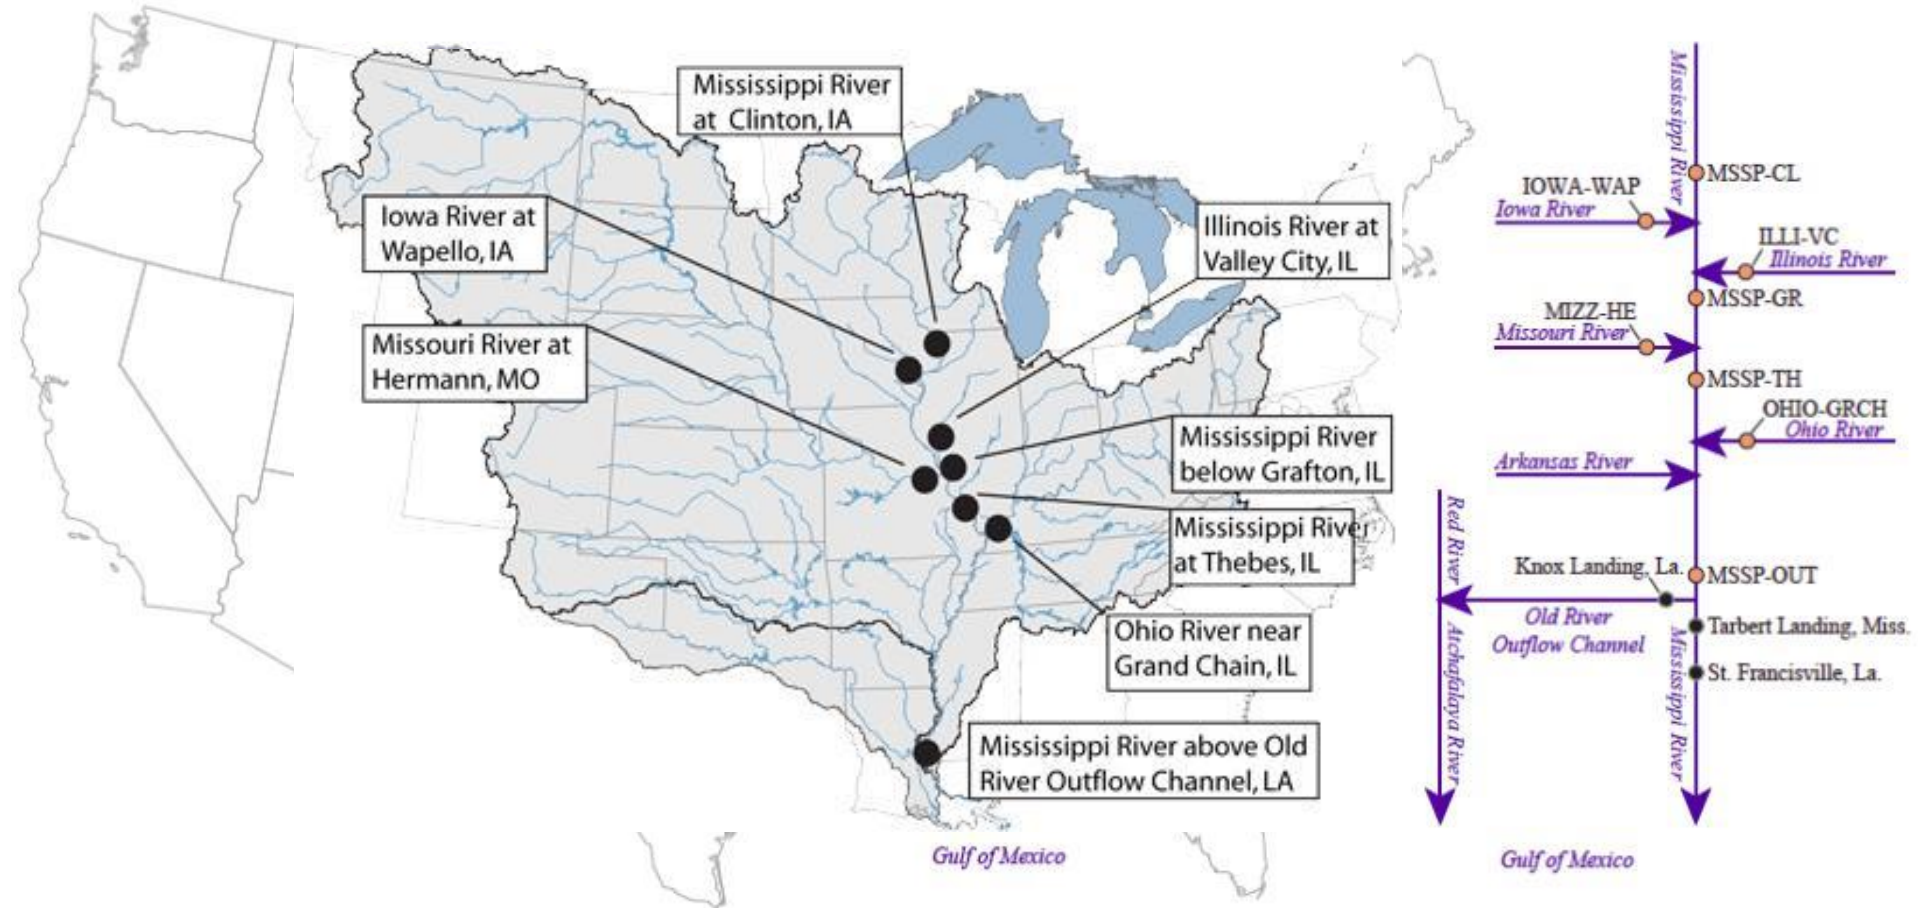 Mississippi River
at Clinton, IA
Iowa River at
Wapello, IA
Illinois River at
Valley City, IL
Missouri River at
Hermann, MO
Mississippi River
below Grafton, IL
Mississippi River
at Thebes, IL
Ohio River near
Grand Chain, IL
Mississippi River above Old
River Outflow Channel, LA
Gulf of Mexico
Mississippi River
MSSP-CL
IOWA-WAP
Iowa River
ILLI-VC
Illinois River
MSSP-GR
MIZZ-HE
Missouri River
MSSP-TH
OHIO-GRCH
Ohio River
Arkansas River
Red River
Knox Landing, La.
MSSP-OUT
Old River
Outflow Channel
Tarbert Landing, Miss.
St. Francisville, La.
Atchafalaya River
Mississippi River
Gulf of Mexico